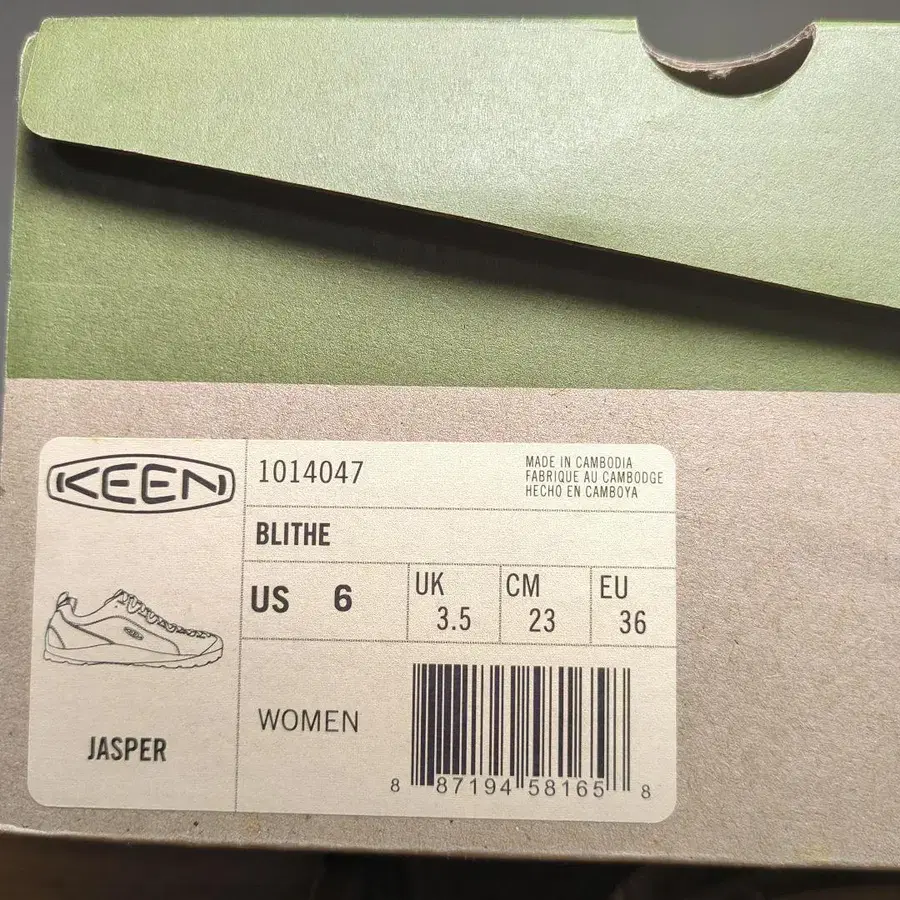 KEEN
1014047
MADE IN CAMBODIA
FABRIQUE AU CAMBODGE
HECHO EN CAMBOYA
BLITHE
US 6
UK 3.5
CM 23
EU 36
KEEN
JASPER
WOMEN
8 87194 58165 8